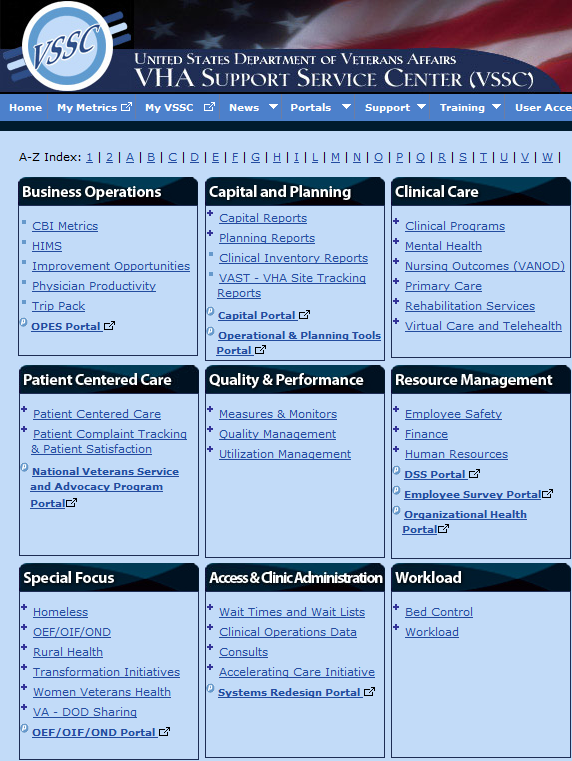 VSSC
UNITED STATES DEPARTMENT OF VETERANS AFFAIRS
VHA SUPPORT SERVICE CENTER (VSSC)
Home My Metrics My VSSC News Portals Support Training User Acce
A-Z Index: 1 | 2 | A | B | C | D | E | F | G | H | I | L | M | N | O | P | Q | R | S | T | U | V | W |
Business Operations
CBI Metrics
HIMS
Improvement Opportunities
Physician Productivity
Trip Pack
OPES Portal
Capital and Planning
Capital Reports
Planning Reports
Clinical Inventory Reports
VAST - VHA Site Tracking
Reports
Capital Portal
Operational & Planning Tools
Portal
Clinical Care
Clinical Programs
Mental Health
Nursing Outcomes (VANOD)
Primary Care
Rehabilitation Services
Virtual Care and Telehealth
Patient Centered Care
Patient Centered Care
Patient Complaint Tracking
& Patient Satisfaction
National Veterans Service
and Advocacy Program
Portal
Quality & Performance
Measures & Monitors
Quality Management
Utilization Management
Resource Management
Employee Safety
Finance
Human Resources
DSS Portal
Employee Survey Portal
Organizational Health
Portal
Special Focus
Homeless
OEF/OIF/OND
Rural Health
Transformation Initiatives
Women Veterans Health
VA - DOD Sharing
OEF/OIF/OND Portal
Access & Clinic Administration
Wait Times and Wait Lists
Clinical Operations Data
Consults
Accelerating Care Initiative
Systems Redesign Portal
Workload
Bed Control
Workload